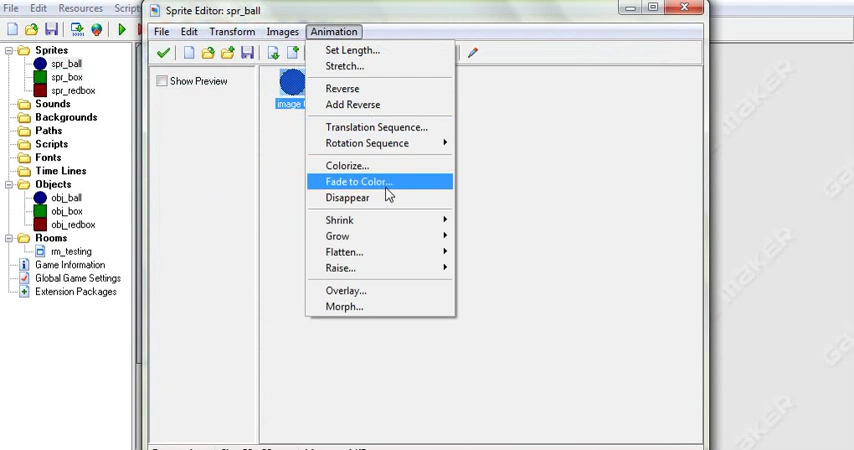 File Edit Resources Scripts
Sprites
spr_ball
spr_box
spr_redbox
Sounds
Backgrounds
Paths
Scripts
Fonts
Time Lines
Objects
obj_ball
obj_box
obj_redbox
Rooms
rm_testing
Game Information
Global Game Settings
Extension Packages
Sprite Editor: spr_ball
File Edit Transform Images Animation
Show Preview
image
Set Length...
Stretch...
Reverse
Add Reverse
Translation Sequence...
Rotation Sequence
Colorize...
Fade to Color...
Disappear
Shrink
Grow
Flatten...
Raise...
Overlay...
Morph...